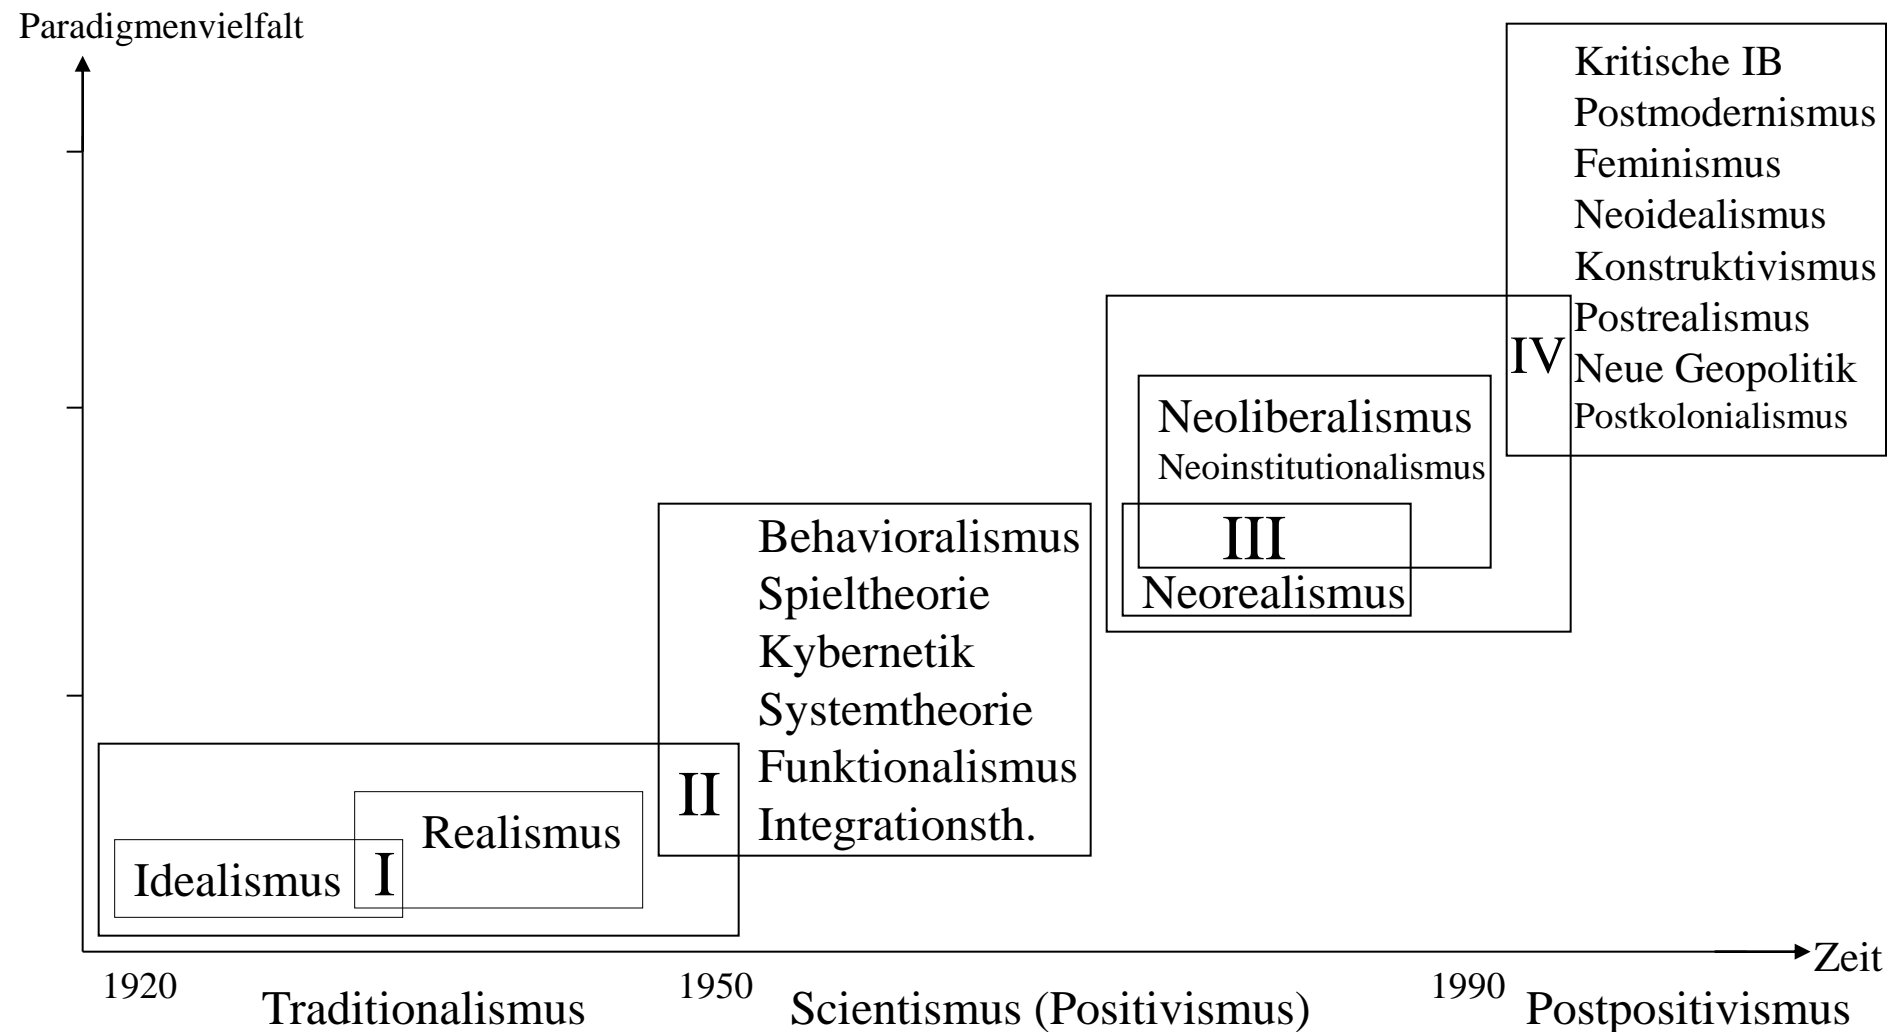 Paradigmenvielfalt
Kritische IB
Postmodernismus
Feminismus
Neoidealismus
Konstruktivismus
Postrealismus
IV
Neue Geopolitik
Postkolonialismus
Neoliberalismus
Neoinstitutionalismus
III
Neorealismus
Behavioralismus
Spieltheorie
Kybernetik
Systemtheorie
Funktionalismus
Integrationsth.
II
Realismus
I
Idealismus
Zeit
1920
1950
1990
Traditionalismus
Scientismus (Positivismus)
Postpositivismus